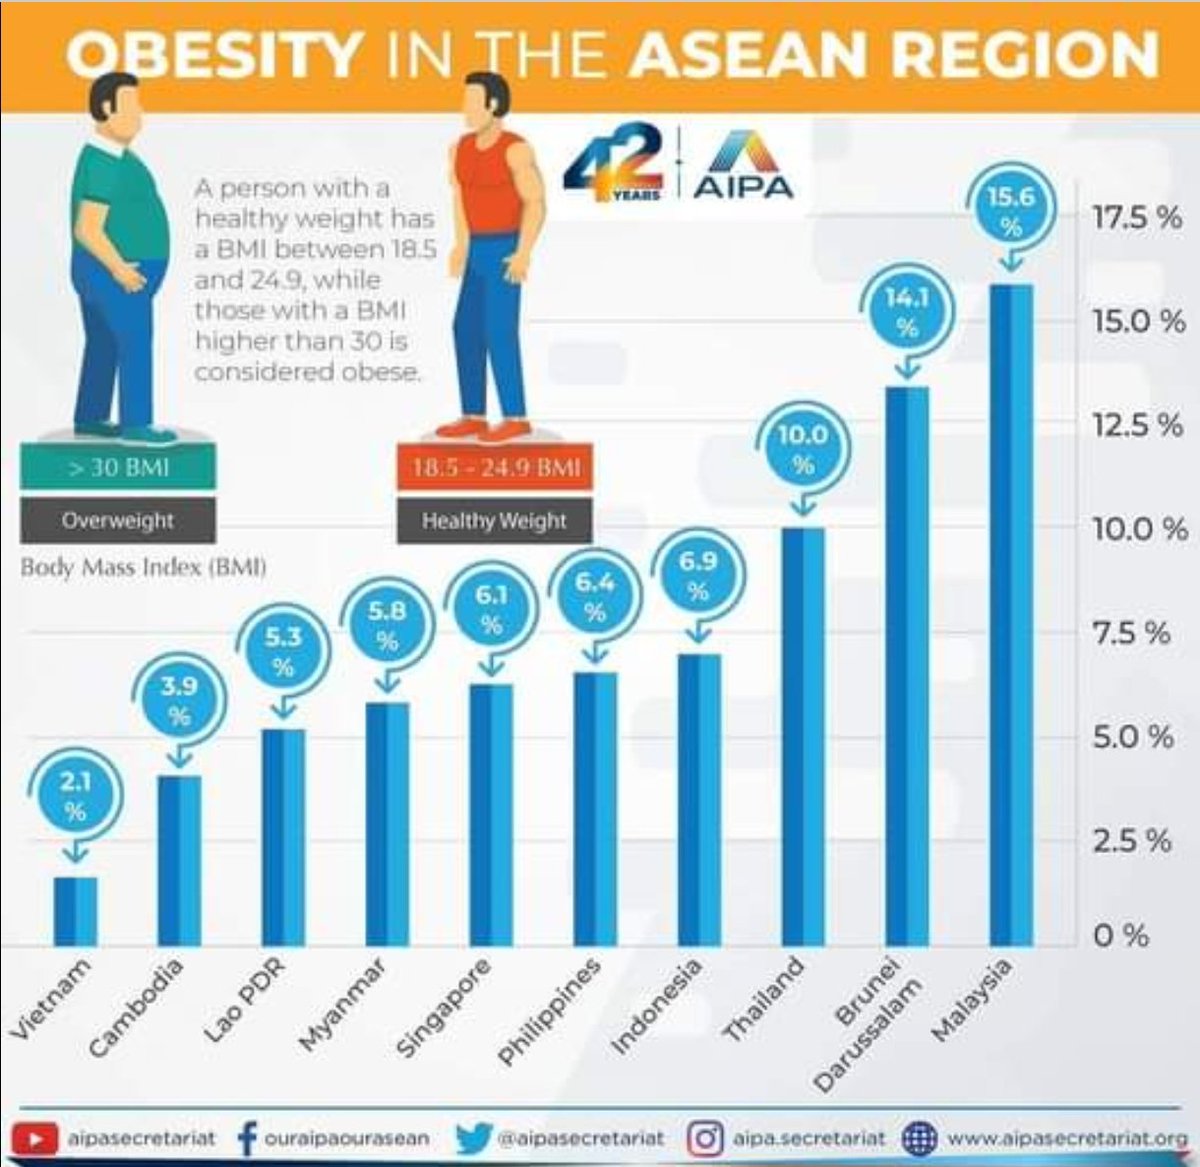 OBESITY IN THE ASEAN REGION
42
YEARS
AIPA
A person with a
healthy weight has
a BMI between 18.5
and 24.9, while
those with a BMI
higher than 30 is
considered obese.
> 30 BMI
Overweight
18.5 - 24.9 BMI
Healthy Weight
Body Mass Index (BMI)
2.1
%
3.9
%
5.3
%
5.8
%
6.1
%
6.4
%
6.9
%
10.0
%
14.1
%
15.6
%
17.5 %
15.0 %
12.5 %
10.0 %
7.5 %
5.0 %
2.5 %
0 %
Vietnam
Cambodia
Lao PDR
Myanmar
Singapore
Philippines
Indonesia
Thailand
Brunei
Darussalam
Malaysia
aipasecretariat
ouraipaourasean
@aipasecretariat
aipa.secretariat
www.aipasecretariat.org